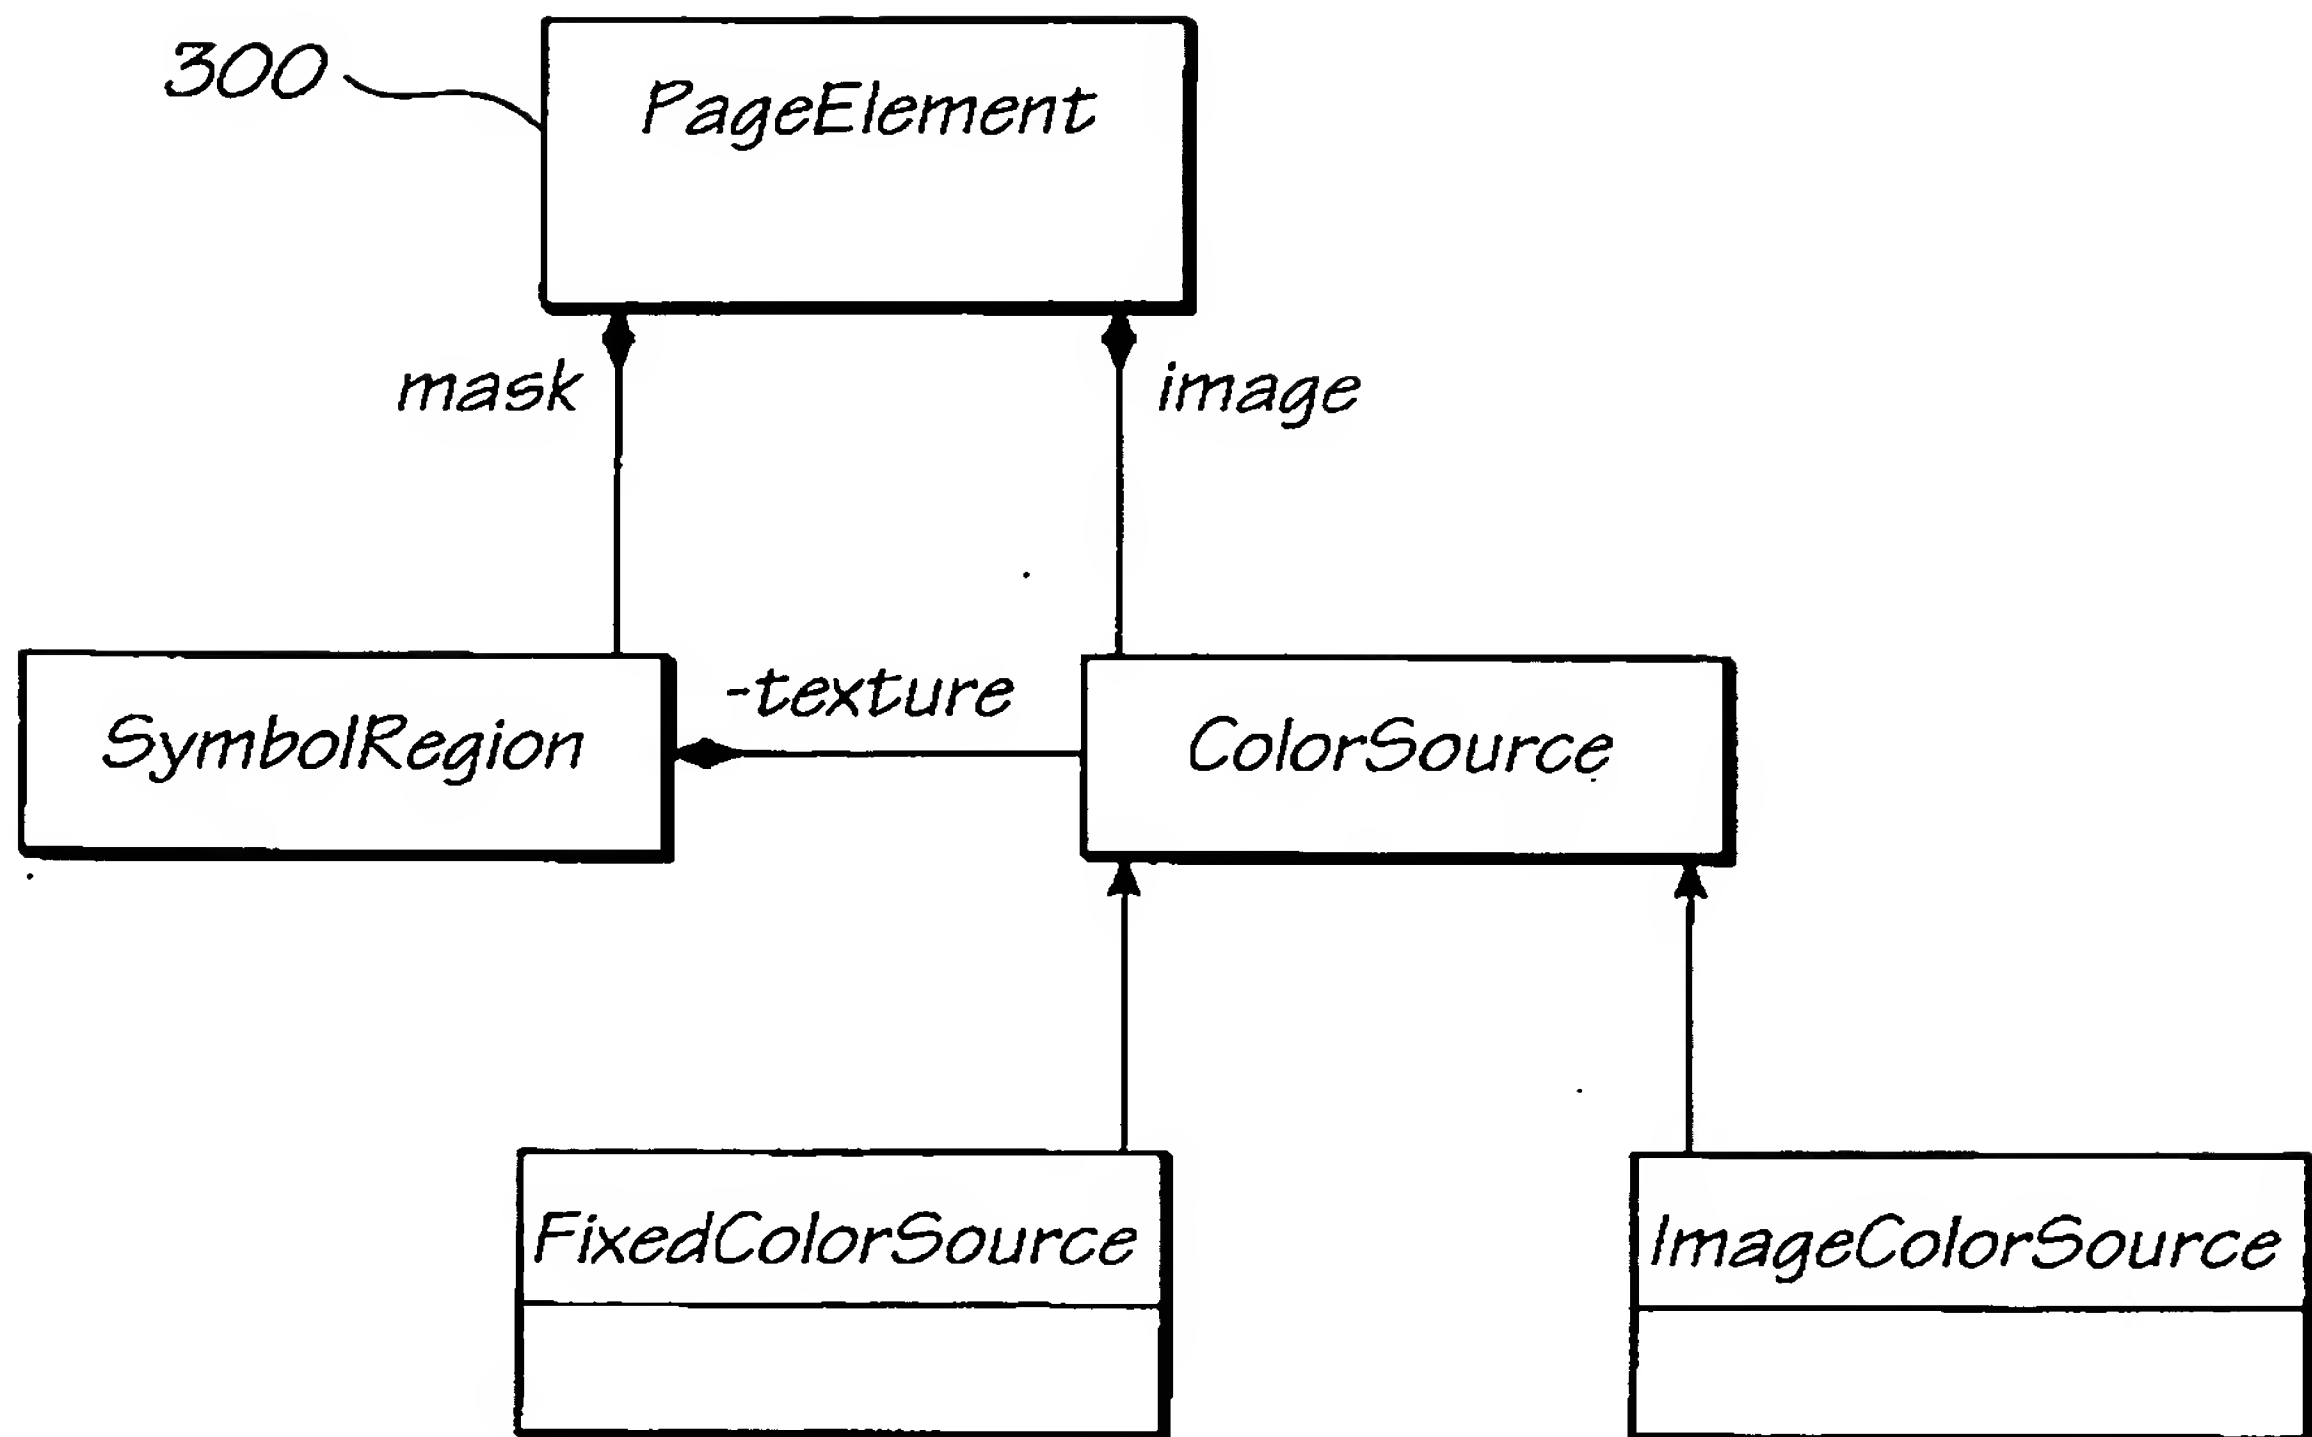 300
PageElement
mask
image
SymbolRegion
-texture
ColorSource
FixedColorSource
ImageColorSource